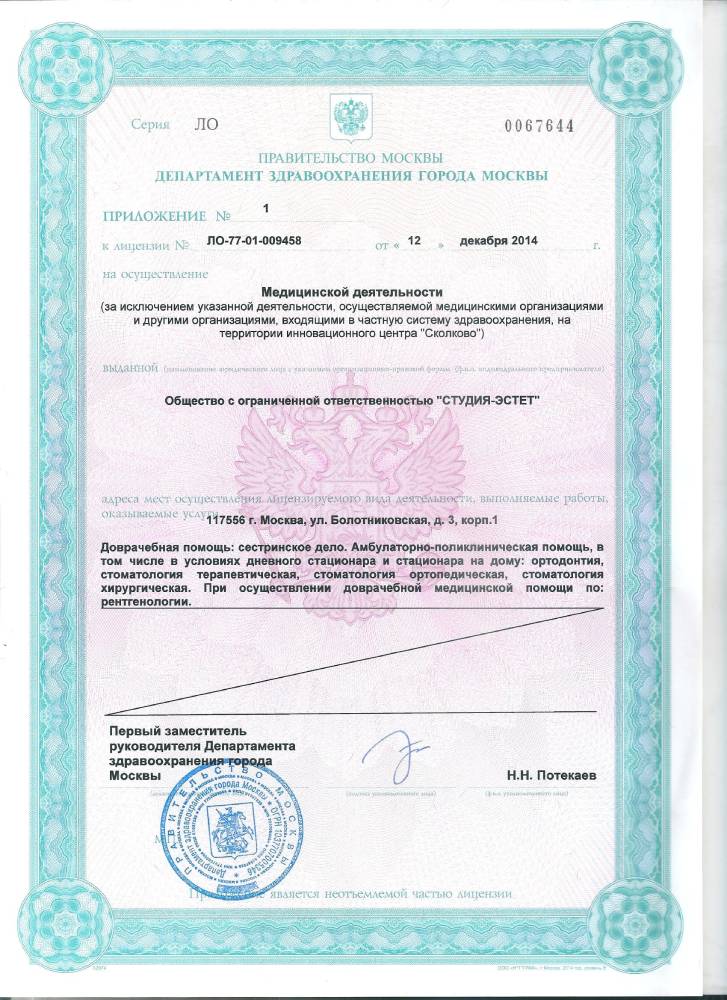 Серия ЛО
0067644
ПРАВИТЕЛЬСТВО МОСКВЫ
ДЕПАРТАМЕНТ ЗДРАВООХРАНЕНИЯ ГОРОДА МОСКВЫ
ПРИЛОЖЕНИЕ № 1
к лицензии № ЛО-77-01-009458 от « 12 » декабря 2014 г.
на осуществление
Медицинской деятельности
(за исключением указанной деятельности, осуществляемой медицинскими организациями
и другими организациями, входящими в частную систему здравоохранения, на
территории инновационного центра "Сколково")
выданной (наименование юридического лица с указанием организационно-правовой формы (ф.и.о. индивидуального предпринимателя)
Общество с ограниченной ответственностью "СТУДИЯ-ЭСТЕТ"
адреса мест осуществления лицензируемого вида деятельности, выполняемые работы,
оказываемые услуги
117556 г. Москва, ул. Болотниковская, д. 3, корп.1
Доврачебная помощь: сестринское дело. Амбулаторно-поликлиническая помощь, в
том числе в условиях дневного стационара и стационара на дому: ортодонтия,
стоматология терапевтическая, стоматология ортопедическая, стоматология
хирургическая. При осуществлении доврачебной медицинской помощи по:
рентгенологии.
Первый заместитель
руководителя Департамента
здравоохранения города
Москвы
Н.Н. Потекаев
(подпись уполномоченного лица)
(ф.и.о. уполномоченного лица)
ПРАВИТЕЛЬСТВО МОСКВЫ
Департамент здравоохранения города Москвы
ОГРН 1037707005346
является неотъемлемой частью лицензии